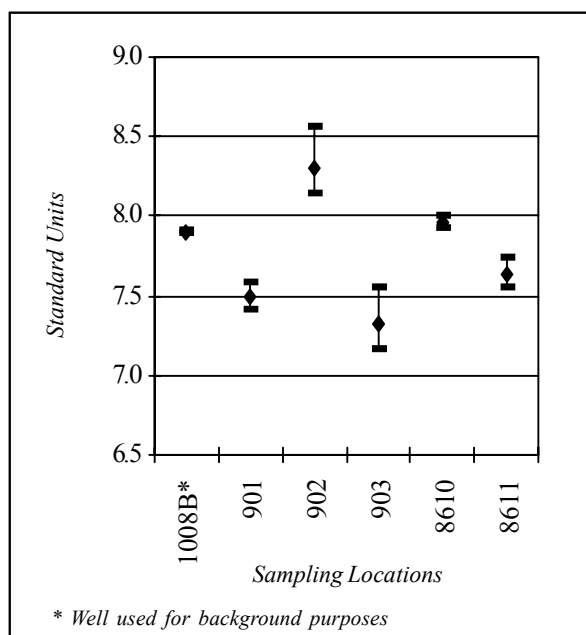 9.0
8.5
8.0
7.5
7.0
6.5
Standard Units
1008B*
901
902
903
8610
8611
Sampling Locations
* Well used for background purposes